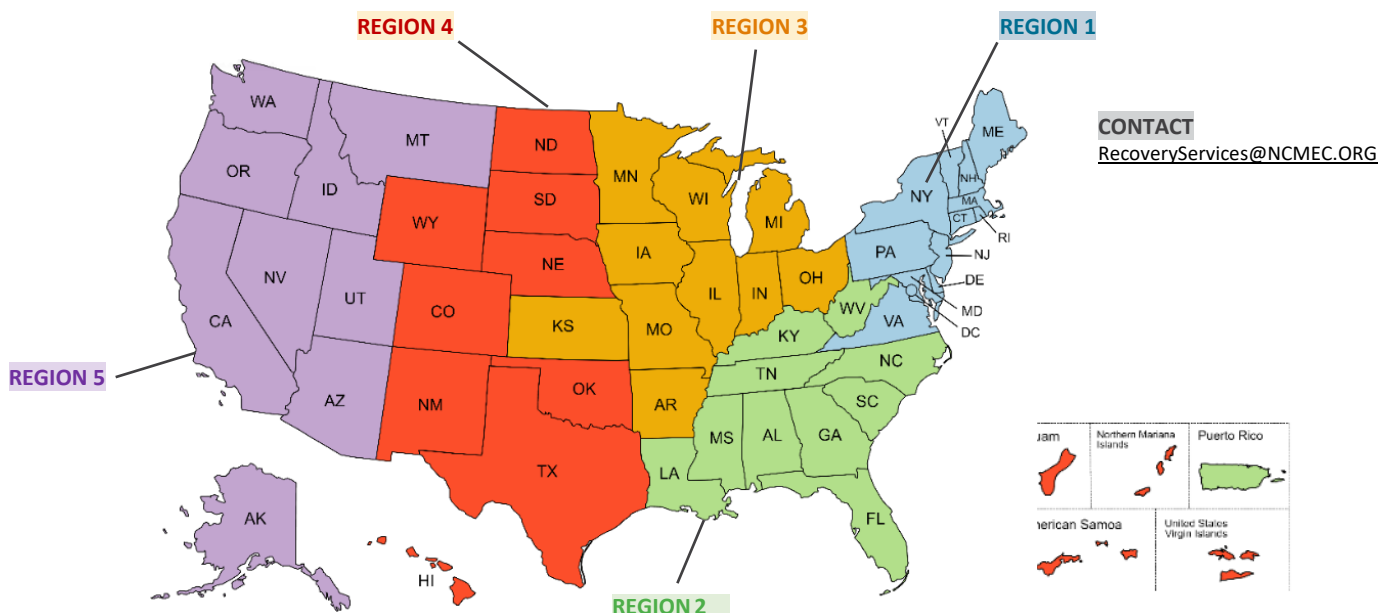 REGION 4
REGION 3
REGION 1
CONTACT
RecoveryServices@NCMEC.ORG
WA
MT
ND
MN
VT
ME
OR
ID
SD
WI
MI
NY
NH
MA
CT
RI
WY
IA
PA
NJ
NE
OH
NV
UT
CO
IL
IN
WV
DE
MD
DC
CA
KS
MO
KY
VA
NC
REGION 5
TN
AZ
NM
OK
AR
SC
MS
AL
GA
TX
LA
FL
AK
HI
REGION 2
uam
Northern Mariana
Islands
Puerto Rico
nerican Samoa
United States
Virgin Islands